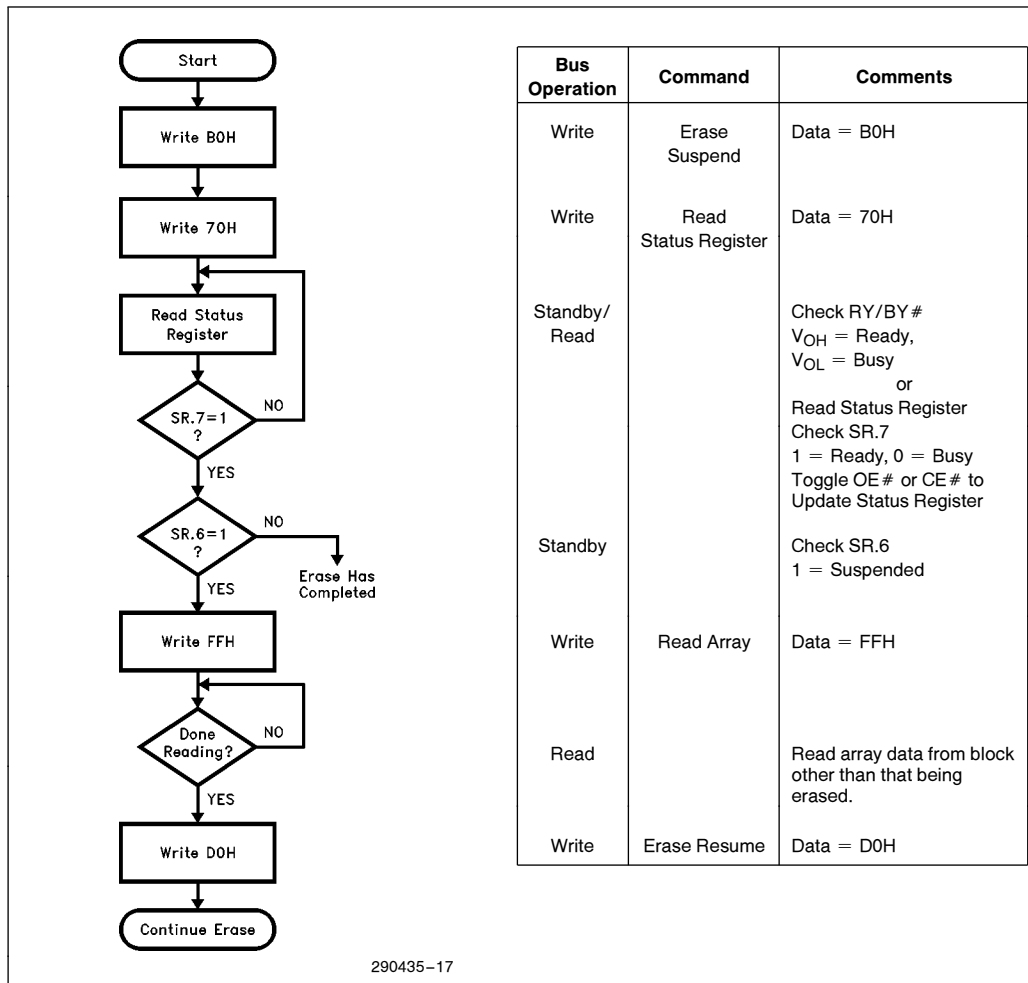 Start
Write B0H
Write 70H
Read Status
Register
SR.7=1
?
NO
YES
SR.6=1
?
NO
Erase Has
Completed
YES
Write FFH
Done
Reading?
NO
YES
Write D0H
Continue Erase
290435–17
Bus
Operation
Command
Comments
Write
Erase
Suspend
Data = B0H
Write
Read
Status Register
Data = 70H
Standby/
Read
Check RY/BY#
VOH = Ready,
VOL = Busy
or
Read Status Register
Check SR.7
1 = Ready, 0 = Busy
Toggle OE# or CE# to
Update Status Register
Standby
Check SR.6
1 = Suspended
Write
Read Array
Data = FFH
Read
Read array data from block
other than that being
erased.
Write
Erase Resume
Data = D0H